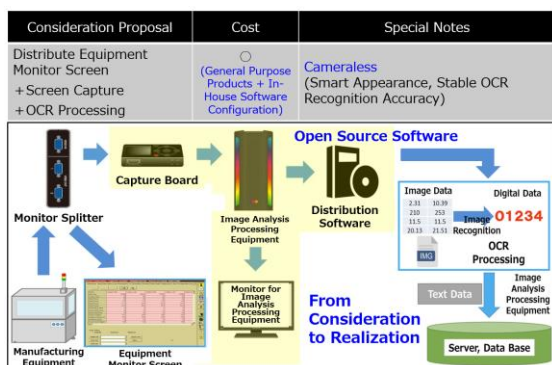 Consideration Proposal
Cost
Special Notes
Distribute Equipment
Monitor Screen
+Screen Capture
+OCR Processing
○
(General Purpose
Products + In-
House Software
Configuration)
Cameraless
(Smart Appearance, Stable OCR
Recognition Accuracy)
Open Source Software
Monitor Splitter
Capture Board
Image Analysis
Processing
Equipment
Distribution
Software
Image Data
Digital Data
2.31 10.39
210 253
11.5 11.5
20.13 21.51
01234
Image
Recognition
IMG
OCR
Processing
Monitor for
Image
Analysis
Processing
Equipment
From
Consideration
to Realization
Text Data
Image
Analysis
Processing
Equipment
Server, Data Base
Manufacturing
Equipment
Equipment
Monitor Screen